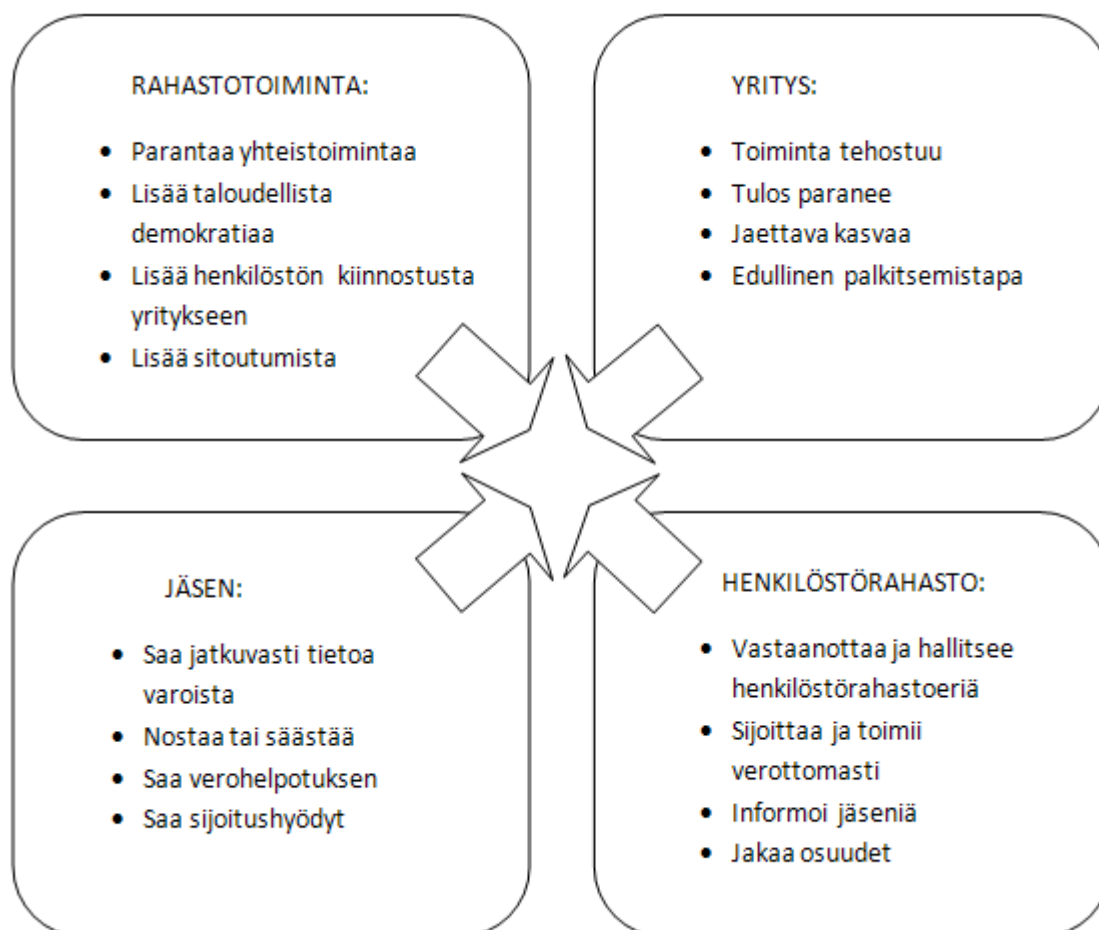 RAHASTOTOIMINTA:
• Parantaa yhteistoimintaa
• Lisää taloudellista
demokratiaa
• Lisää henkilöstön kiinnostusta
yritykseen
• Lisää sitoutumista
YRITYS:
• Toiminta tehostuu
• Tulos paranee
• Jaettava kasvaa
• Edullinen palkitsemistapa
JÄSEN:
• Saa jatkuvasti tietoa
varoista
• Nostaa tai säästää
• Saa verohelpotuksen
• Saa sijoitushyödyt
HENKILÖSTÖRAHASTO:
• Vastaanottaa ja hallitsee
henkilöstörahastoeriä
• Sijoittaa ja toimii
verottomasti
• Informoi jäseniä
• Jakaa osuudet